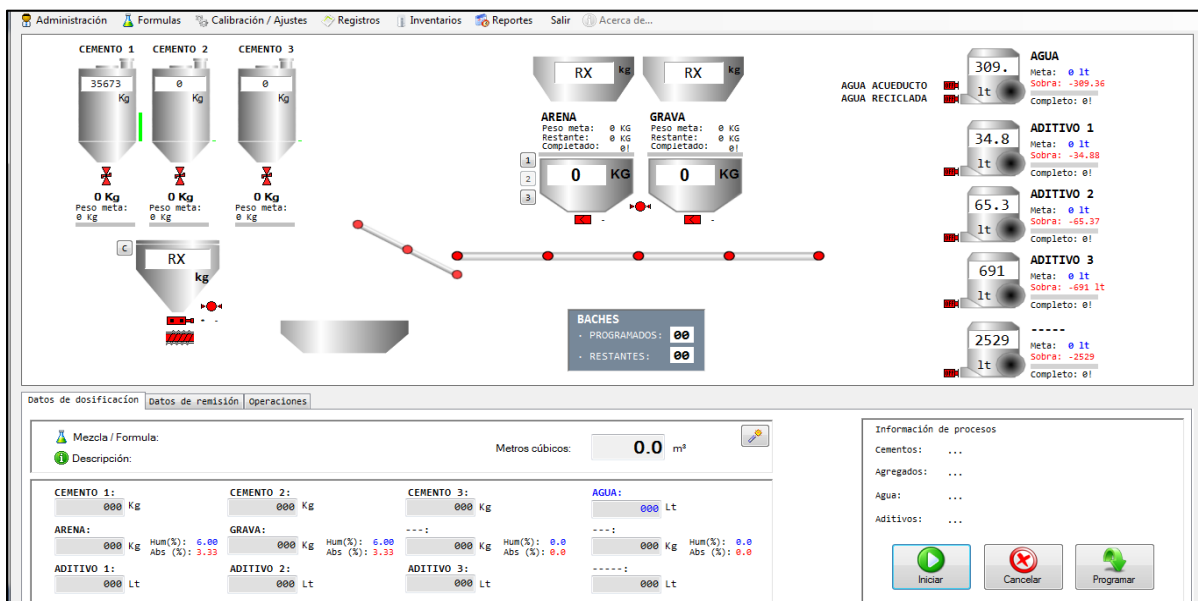 Administración Formulas Calibración / Ajustes Registros Inventarios Reportes Salir Acerca de...
CEMENTO 1 CEMENTO 2 CEMENTO 3
35673 0 0
Kg Kg Kg
0 Kg 0 Kg 0 Kg
Peso meta: Peso meta: Peso meta:
0 Kg 0 Kg 0 Kg
C
RX
kg
- -
RX kg RX kg
ARENA GRAVA
Peso meta: 0 KG Peso meta: 0 KG
Restante: 0 KG Restante: 0 KG
Completado: 0! Completado: 0!
1
2
3
0 KG 0 KG
- -
BACHES
- PROGRAMADOS: 00
- RESTANTES: 00
AGUA ACUEDUCTO
AGUA RECICLADA
309. lt
AGUA
Meta: 0 lt
Sobra: -309.36
Completo: 0!
34.8 lt
ADITIVO 1
Meta: 0 lt
Sobra: -34.88
Completo: 0!
65.3 lt
ADITIVO 2
Meta: 0 lt
Sobra: -65.37
Completo: 0!
691 lt
ADITIVO 3
Meta: 0 lt
Sobra: -691 lt
Completo: 0!
2529 lt
-----
Meta: 0 lt
Sobra: -2529
Completo: 0!
Datos de dosificacíon Datos de remisión Operaciones
Mezcla / Formula:
Descripción:
Metros cúbicos: 0.0 m³
CEMENTO 1: CEMENTO 2: CEMENTO 3: AGUA:
000 Kg 000 Kg 000 Kg 000 Lt
ARENA: GRAVA: ---: ---:
000 Kg Hum(%): 6.00 000 Kg Hum(%): 6.00 000 Kg Hum(%): 0.0 000 Kg Hum(%): 0.0
Abs (%): 3.33 Abs (%): 3.33 Abs (%): 0.0 Abs (%): 0.0
ADITIVO 1: ADITIVO 2: ADITIVO 3: -----:
000 Lt 000 Lt 000 Lt 000 Lt
Información de procesos
Cementos: ...
Agregados: ...
Agua: ...
Aditivos: ...
Iniciar Cancelar Programar